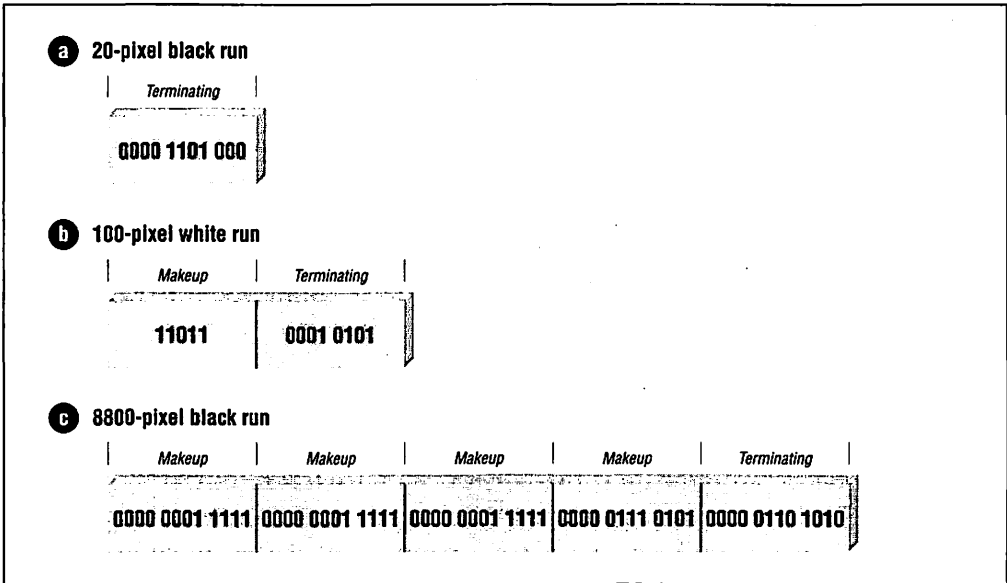 a 20-pixel black run
Terminating
0000 1101 000
b 100-pixel white run
Makeup Terminating
11011 0001 0101
c 8800-pixel black run
Makeup Makeup Makeup Makeup Terminating
0000 0001 1111 0000 0001 1111 0000 0001 1111 0000 0111 0101 0000 0110 1010